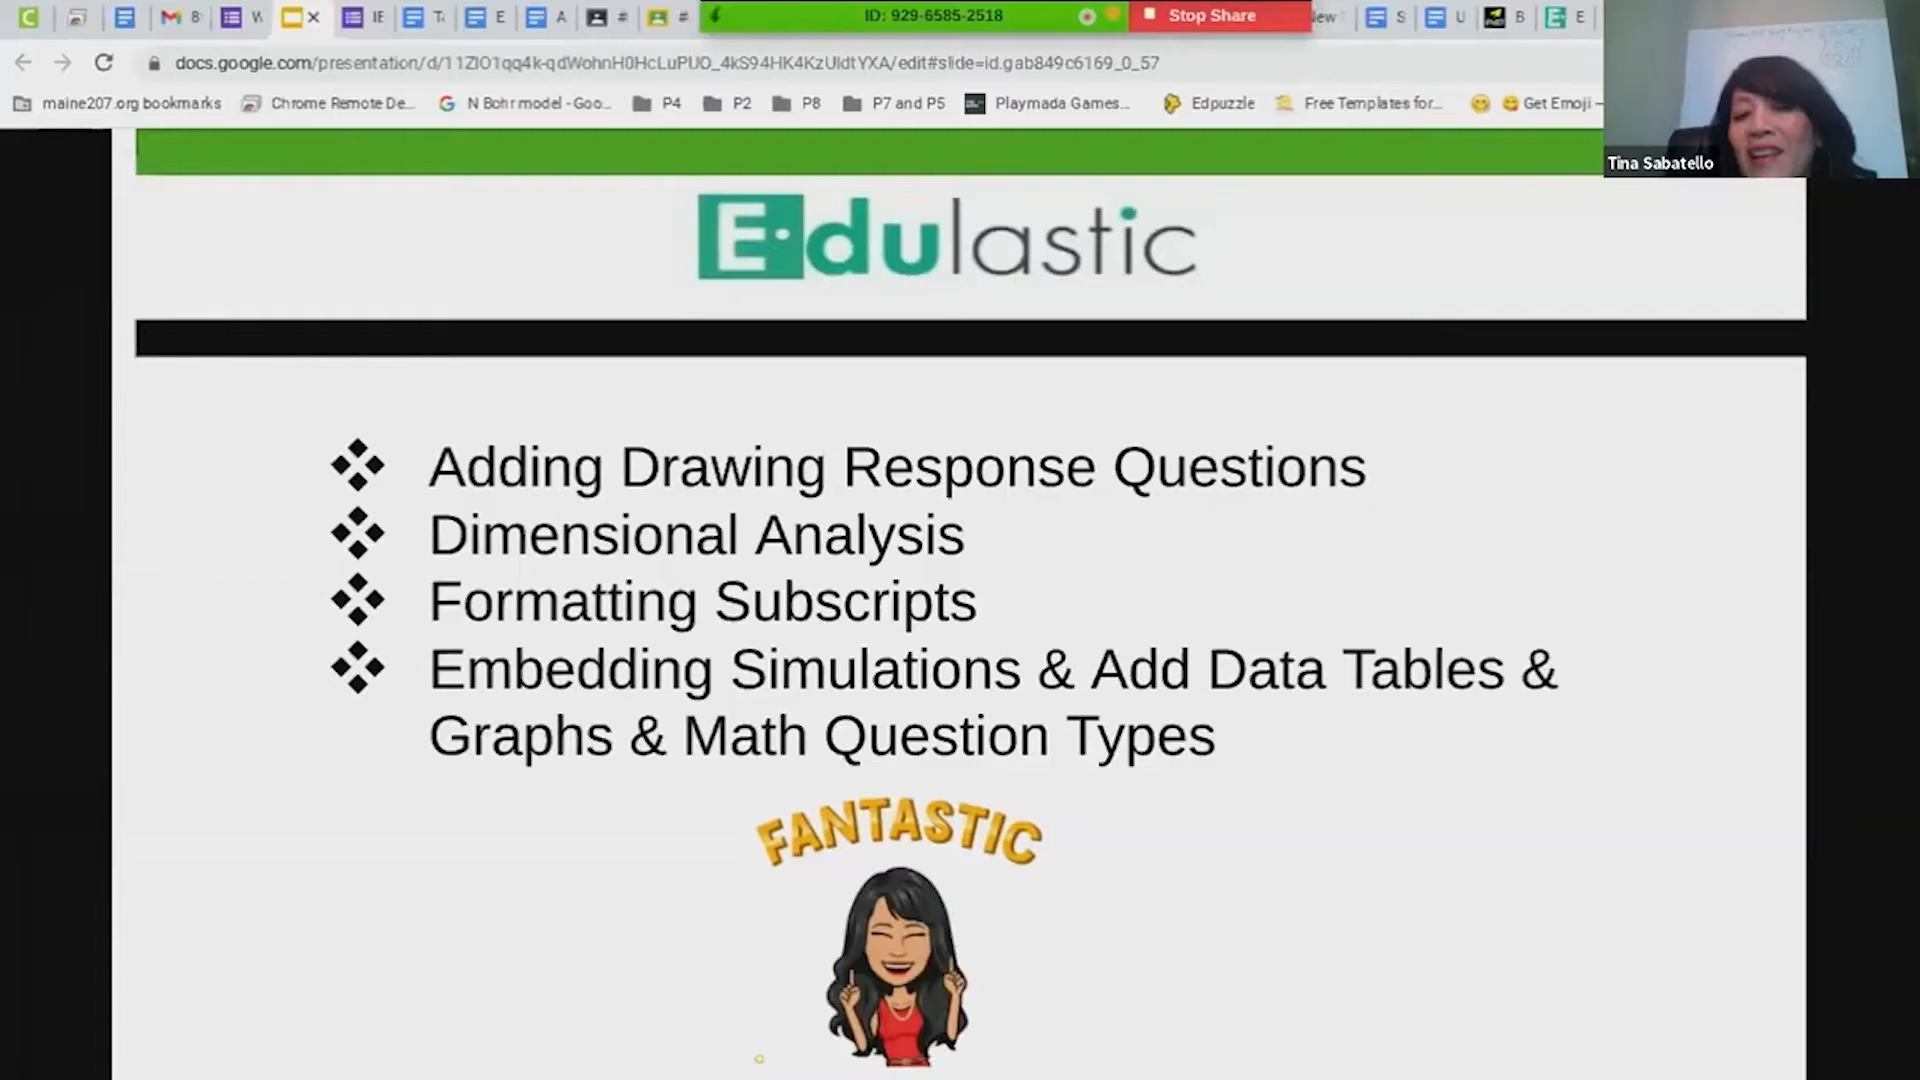 8
V
IE
T
E
A
#
#
ID: 929-6585-2518
Stop Share
S
U
B
E
docs.google.com/presentation/d/11ZlO1qq4k-qdWohnH0HcLuPUO_4kS94HK4KzUldtYXA/edit#slide=id.gab849c6169_0_57
maine207.org bookmarks Chrome Remote De... N Bohr model - Goo... P4 P2 P8 P7 and P5 Playmada Games... Edpuzzle Free Templates for... Get Emoji –
Tina Sabatello
Edulastic
Adding Drawing Response Questions
Dimensional Analysis
Formatting Subscripts
Embedding Simulations & Add Data Tables &
Graphs & Math Question Types
FANTASTIC